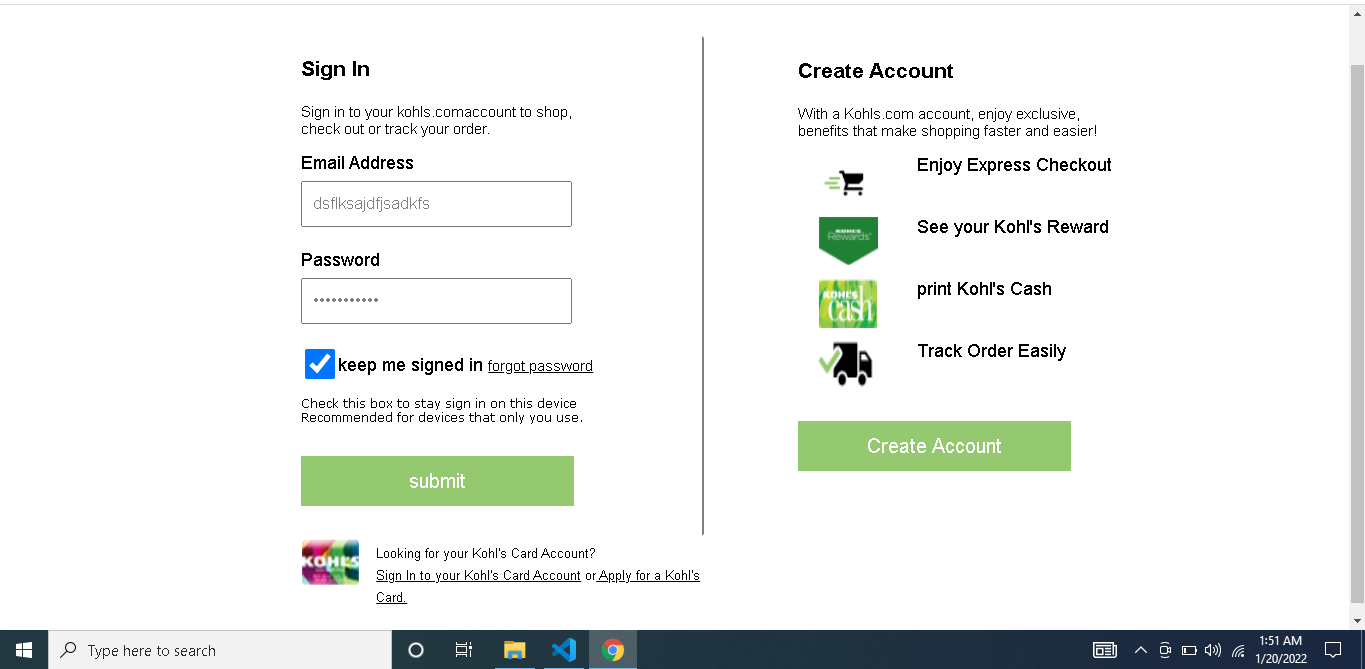 Sign In
Sign in to your kohls.comaccount to shop,
check out or track your order.
Email Address
dsflksajdfjsadkfs
Password
•••••••••••
keep me signed in forgot password
Check this box to stay sign in on this device
Recommended for devices that only you use.
submit
KOHL'S
Looking for your Kohl's Card Account?
Sign In to your Kohl's Card Account or Apply for a Kohl's
Card.
Create Account
With a Kohls.com account, enjoy exclusive,
benefits that make shopping faster and easier!
Enjoy Express Checkout
KOHL'S
Rewards
See your Kohl's Reward
KOHL'S
cash
print Kohl's Cash
Track Order Easily
Create Account
Type here to search
1:51 AM
1/20/2022